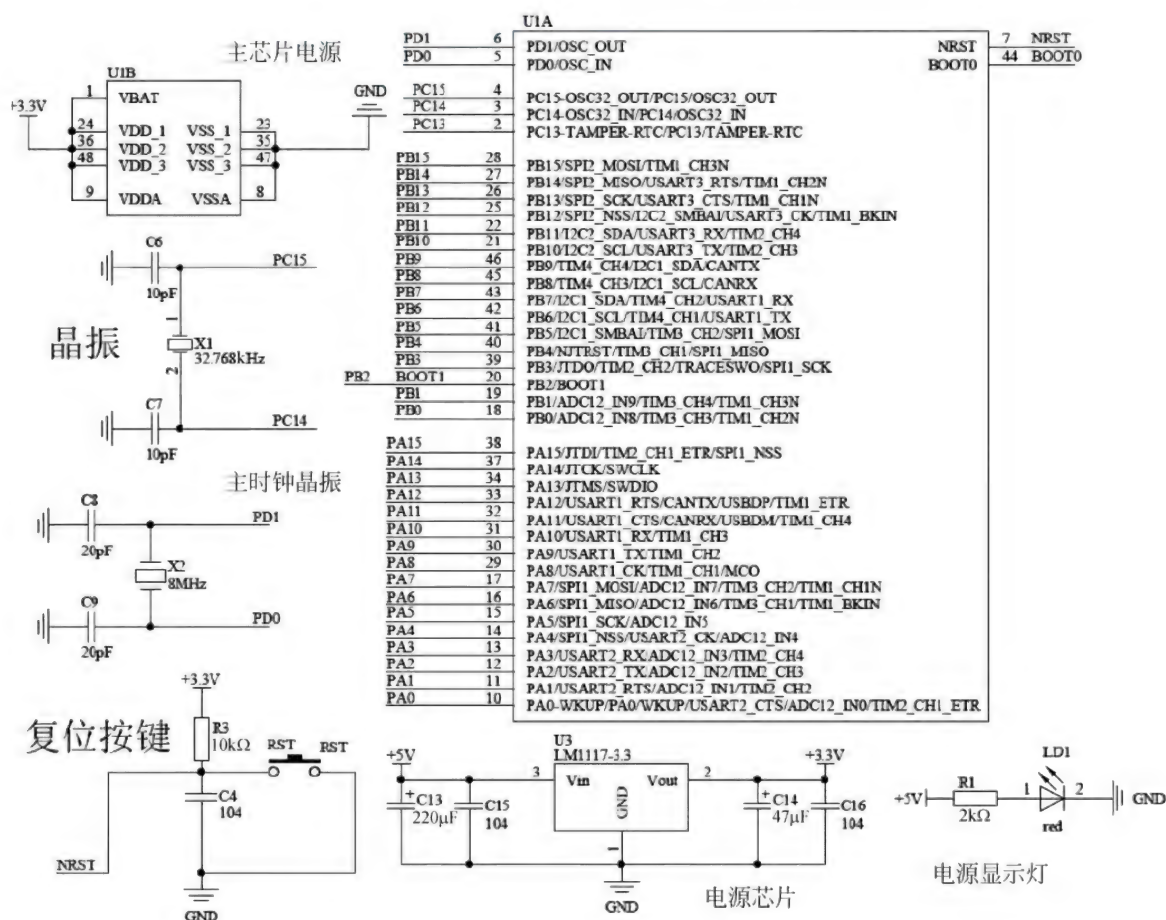 主芯片电源
U1B
+3.3V
1 VBAT
24 VDD_1 VSS_1 23
36 VDD_2 VSS_2 35
48 VDD_3 VSS_3 47
9 VDDA VSSA 8
GND
C6
10pF
PC15
晶振
1
X1
32.768kHz
2
C7
10pF
PC14
主时钟晶振
C8
20pF
PD1
X2
8MHz
C9
20pF
PD0
+3.3V
复位按键
R3
10kΩ
RST RST
C4
104
NRST
GND
U1A
PD1 6 PD1/OSC_OUT NRST 7 NRST
PD0 5 PD0/OSC_IN BOOT0 44 BOOT0
PC15 4 PC15-OSC32_OUT/PC15/OSC32_OUT
PC14 3 PC14-OSC32_IN/PC14/OSC32_IN
PC13 2 PC13-TAMPER-RTC/PC13/TAMPER-RTC
PB15 28 PB15/SPI2_MOSI/TIM1_CH3N
PB14 27 PB14/SPI2_MISO/USART3_RTS/TIM1_CH2N
PB13 26 PB13/SPI2_SCK/USART3_CTS/TIM1_CH1N
PB12 25 PB12/SPI2_NSS/I2C2_SMBAI/USART3_CK/TIM1_BKIN
PB11 22 PB11/I2C2_SDA/USART3_RX/TIM2_CH4
PB10 21 PB10/I2C2_SCL/USART3_TX/TIM2_CH3
PB9 46 PB9/TIM4_CH4/I2C1_SDA/CANTX
PB8 45 PB8/TIM4_CH3/I2C1_SCL/CANRX
PB7 43 PB7/I2C1_SDA/TIM4_CH2/USART1_RX
PB6 42 PB6/I2C1_SCL/TIM4_CH1/USART1_TX
PB5 41 PB5/I2C1_SMBAI/TIM3_CH2/SPI1_MOSI
PB4 40 PB4/NJTRST/TIM3_CH1/SPI1_MISO
PB3 39 PB3/JTDO/TIM2_CH2/TRACESWO/SPI1_SCK
PB2 BOOT1 20 PB2/BOOT1
PB1 19 PB1/ADC12_IN9/TIM3_CH4/TIM1_CH3N
PB0 18 PB0/ADC12_IN8/TIM3_CH3/TIM1_CH2N
PA15 38 PA15/JTDI/TIM2_CH1_ETR/SPI1_NSS
PA14 37 PA14/JTCK/SWCLK
PA13 34 PA13/JTMS/SWDIO
PA12 33 PA12/USART1_RTS/CANTX/USBDP/TIM1_ETR
PA11 32 PA11/USART1_CTS/CANRX/USBDM/TIM1_CH4
PA10 31 PA10/USART1_RX/TIM1_CH3
PA9 30 PA9/USART1_TX/TIM1_CH2
PA8 29 PA8/USART1_CK/TIM1_CH1/MCO
PA7 17 PA7/SPI1_MOSI/ADC12_IN7/TIM3_CH2/TIM1_CH1N
PA6 16 PA6/SPI1_MISO/ADC12_IN6/TIM3_CH1/TIM1_BKIN
PA5 15 PA5/SPI1_SCK/ADC12_IN5
PA4 14 PA4/SPI1_NSS/USART2_CK/ADC12_IN4
PA3 13 PA3/USART2_RX/ADC12_IN3/TIM2_CH4
PA2 12 PA2/USART2_TX/ADC12_IN2/TIM2_CH3
PA1 11 PA1/USART2_RTS/ADC12_IN1/TIM2_CH2
PA0 10 PA0-WKUP/PA0/WKUP/USART2_CTS/ADC12_IN0/TIM2_CH1_ETR
U3
LM1117-3.3
+5V
3 Vin Vout 2
+3.3V
GND
1
+ C13
220μF
C15
104
+ C14
47μF
C16
104
GND
电源芯片
LD1
+5V
R1
2kΩ
1 2
red
GND
电源显示灯